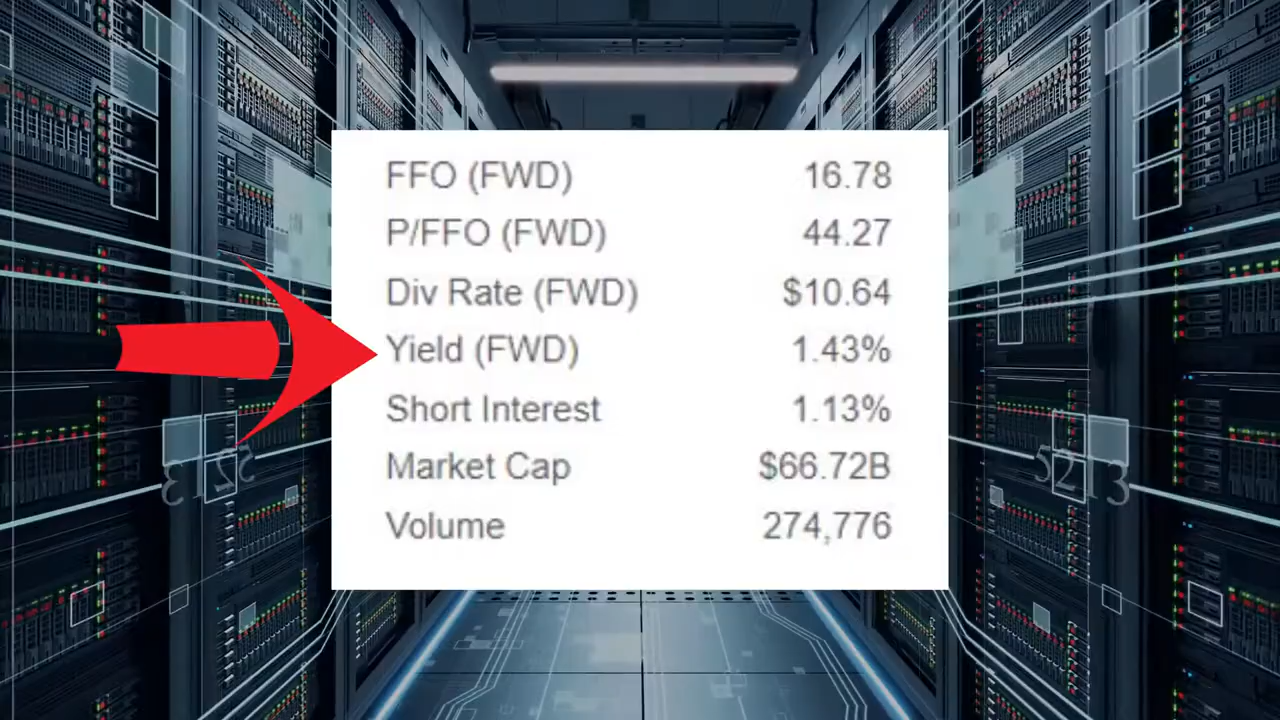 FFO (FWD) 16.78
P/FFO (FWD) 44.27
Div Rate (FWD) $10.64
Yield (FWD) 1.43%
Short Interest 1.13%
Market Cap $66.72B
Volume 274,776
5213